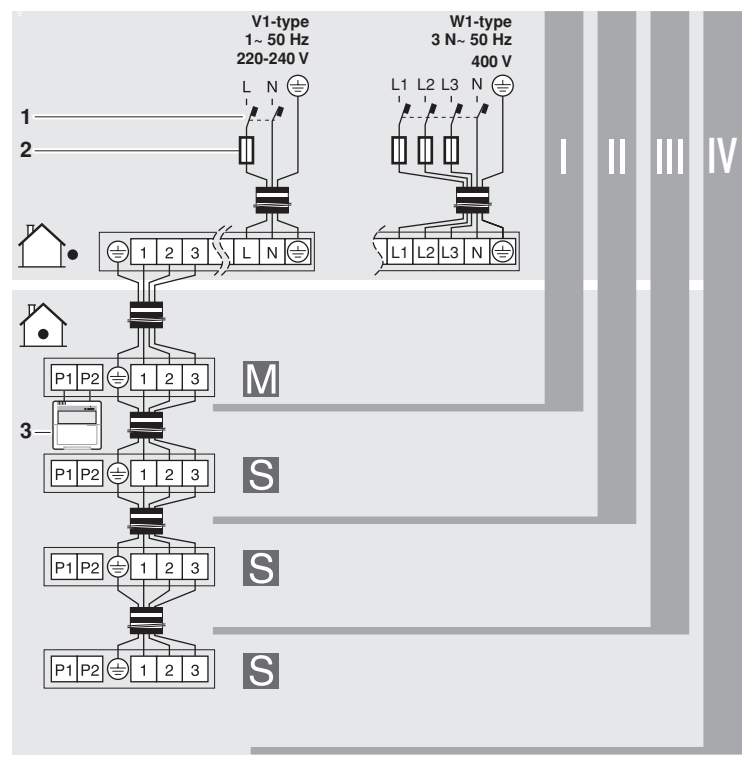 V1-type W1-type
1~ 50 Hz 3 N~ 50 Hz
220-240 V 400 V
L N L1 L2 L3 N
1
2
I II III IV
1 2 3 L N L1 L2 L3 N
P1 P2 1 2 3 M
3
P1 P2 1 2 3 S
P1 P2 1 2 3 S
P1 P2 1 2 3 S